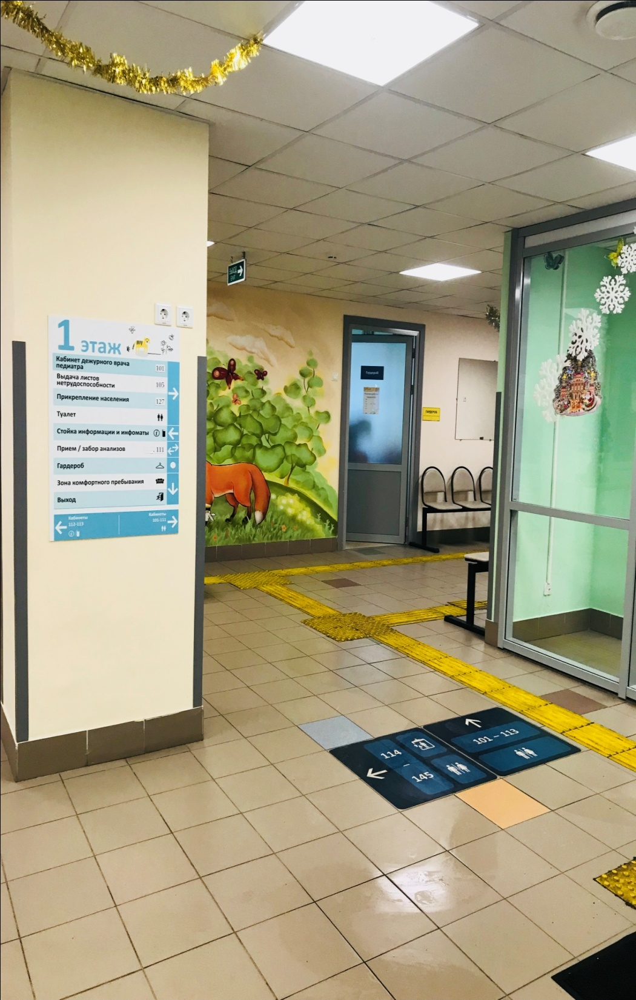 ВЫХОД
EXIT
1 этаж
Кабинет дежурного врача
педиатра 101
Выдача листов
нетрудоспособности 105
Прикрепление населения 127
Туалет
Стойка информации и инфоматы
Прием / забор анализов 111
Гардероб
Зона комфортного пребывания
Выход
Кабинеты
112-113
Кабинеты
101-111
Гардероб
ГАРДЕРОБ
101 – 113
114
–
145